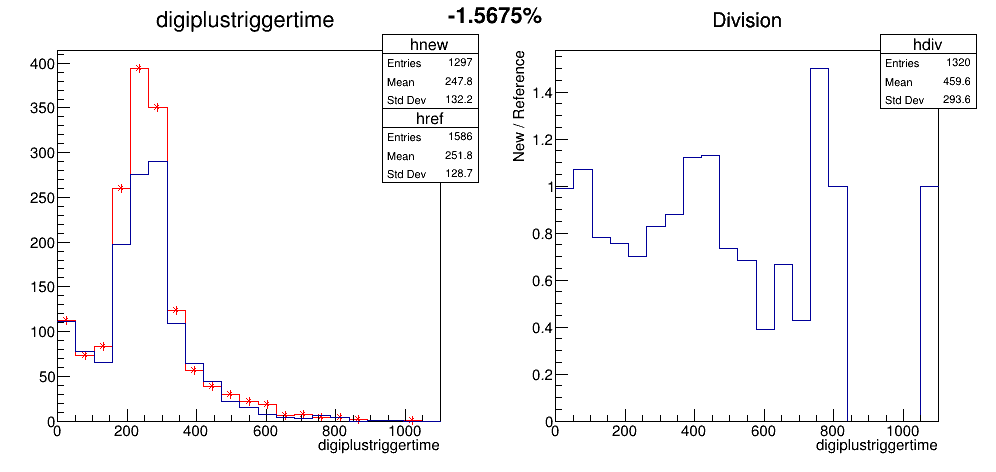 digiplustriggertime
-1.5675%
Division
hnew
Entries 1297
Mean 247.8
Std Dev 132.2
href
Entries 1586
Mean 251.8
Std Dev 128.7
400
350
300
250
200
150
100
50
0
0 200 400 600 800 1000
digiplustriggertime
hdiv
Entries 1320
Mean 459.6
Std Dev 293.6
New / Reference
1.4
1.2
1
0.8
0.6
0.4
0.2
0
0 200 400 600 800 1000
digiplustriggertime